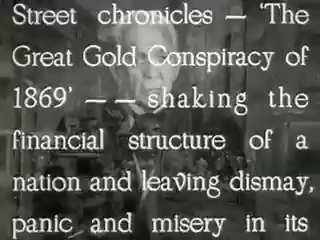 Street chronicles — 'The
Great Gold Conspiracy of
1869' — — shaking the
financial structure of a
nation and leaving dismay,
panic and misery in its